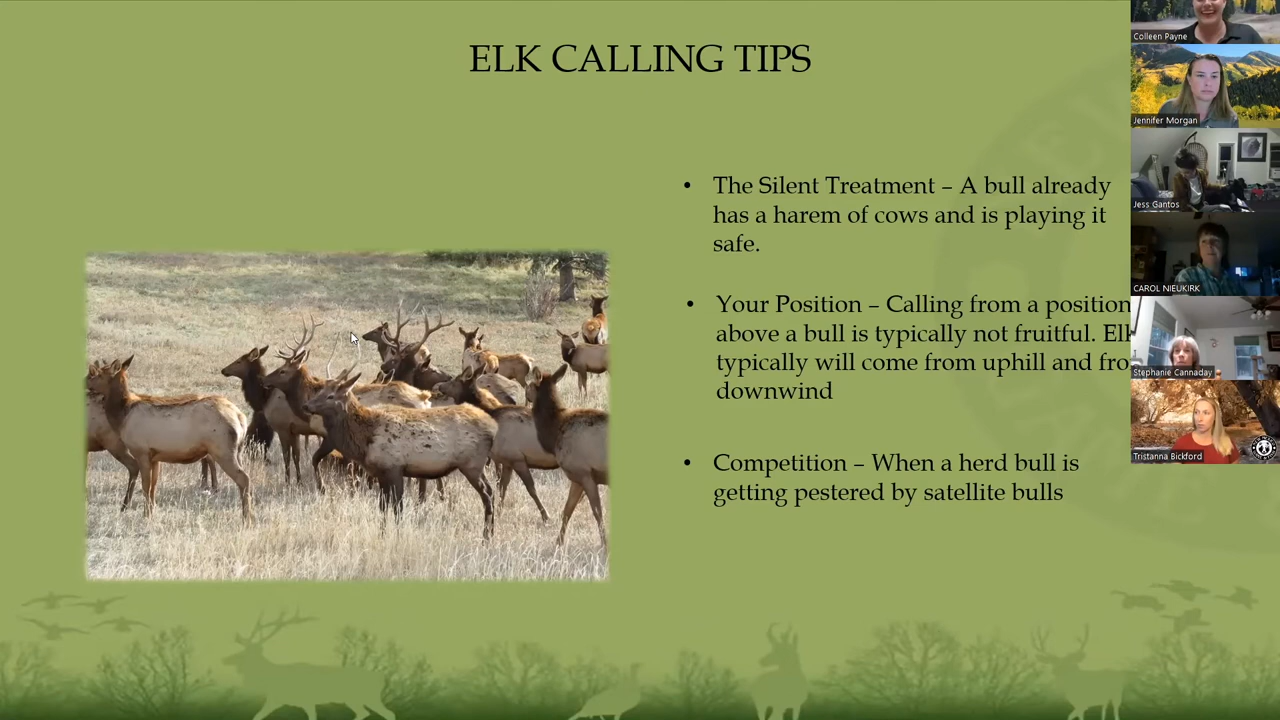 ELK CALLING TIPS
• The Silent Treatment – A bull already
has a harem of cows and is playing it
safe.
• Your Position – Calling from a position
above a bull is typically not fruitful. Elk
typically will come from uphill and fro
downwind
• Competition – When a herd bull is
getting pestered by satellite bulls
Colleen Payne
Jennifer Morgan
Jess Gantos
CAROL NIEUKIRK
Stephanie Cannaday
Tristanna Bickford